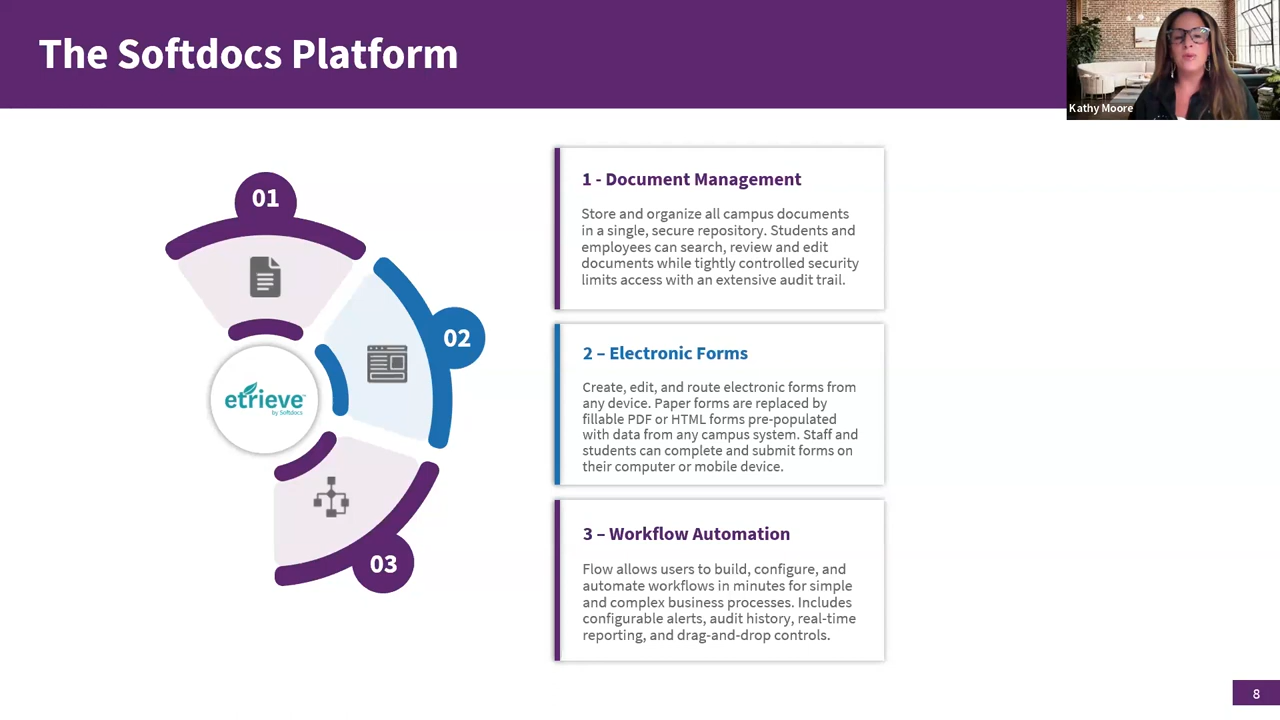 The Softdocs Platform
Kathy Moore
01
02
03
etrieve™
by Softdocs
1 - Document Management
Store and organize all campus documents
in a single, secure repository. Students and
employees can search, review and edit
documents while tightly controlled security
limits access with an extensive audit trail.
2 – Electronic Forms
Create, edit, and route electronic forms from
any device. Paper forms are replaced by
fillable PDF or HTML forms pre-populated
with data from any campus system. Staff and
students can complete and submit forms on
their computer or mobile device.
3 – Workflow Automation
Flow allows users to build, configure, and
automate workflows in minutes for simple
and complex business processes. Includes
configurable alerts, audit history, real-time
reporting, and drag-and-drop controls.
8